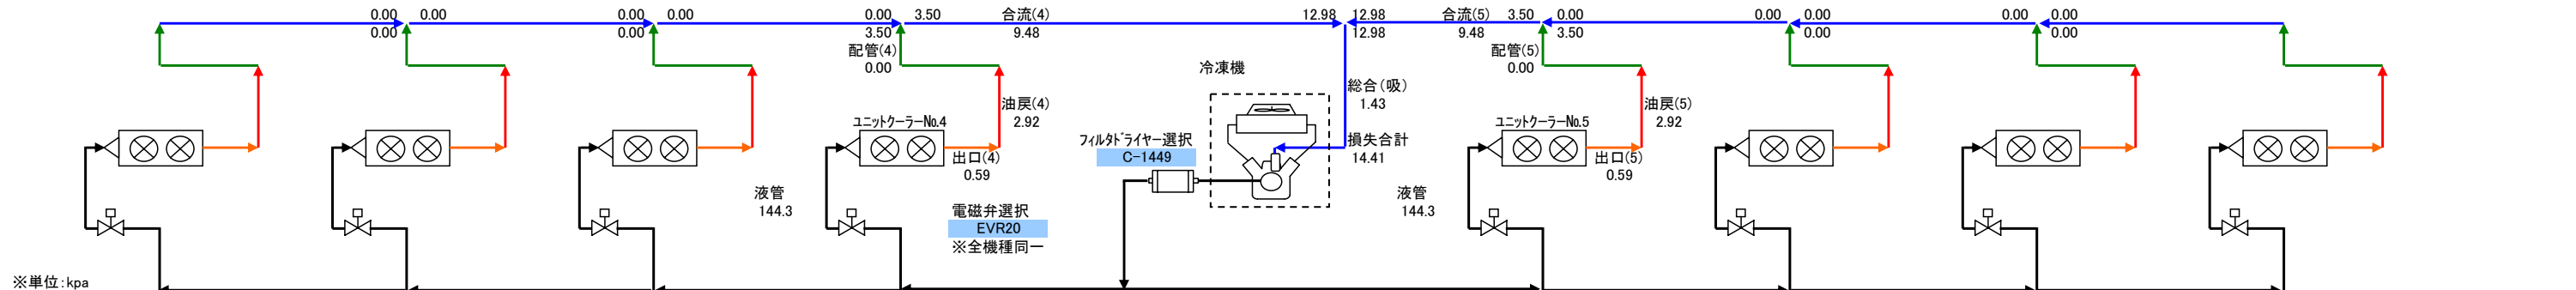 0.00 0.00 0.00 0.00 0.00 3.50 合流(4) 12.98 12.98 合流(5) 3.50 0.00 0.00 0.00 0.00 0.00
0.00 0.00 3.50 9.48 12.98 9.48 3.50 0.00 0.00
配管(4) 配管(5)
0.00 冷凍機 0.00
総合(吸)
油戻(4) 1.43 油戻(5)
ユニットクーラー№4 2.92 ユニットクーラー№5 2.92
フィルタドライヤー選択 損失合計
C-1449 14.41
出口(4) 出口(5)
0.59 0.59
液管 液管
144.3 144.3
電磁弁選択
EVR20
※全機種同一
※単位:kpa